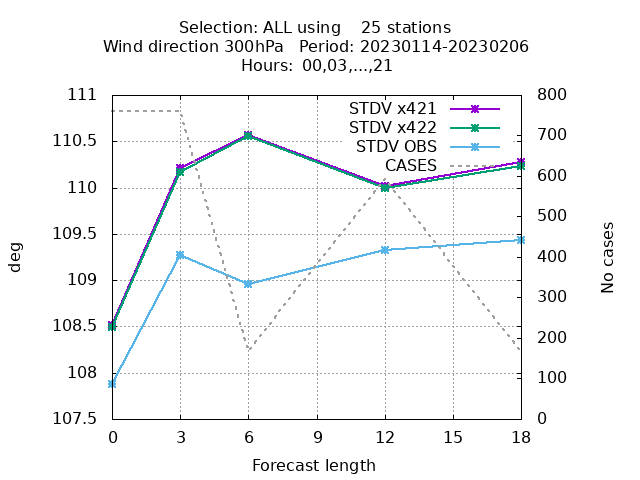 Selection: ALL using    25 stations
Wind direction 300hPa   Period: 20230114-20230206
Hours:  00,03,...,21
111
110.5
110
109.5
109
108.5
108
107.5
800
700
600
500
400
300
200
100
0
STDV x421
STDV x422
STDV OBS
CASES
deg
No cases
0 3 6 9 12 15 18
Forecast length